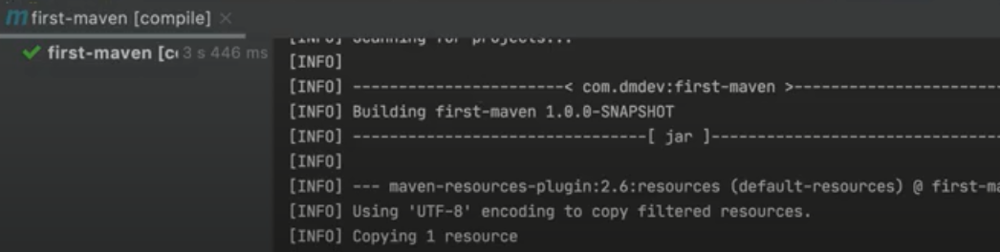 m first-maven [compile] ×
first-maven [c 3 s 446 ms
[INFO] Scanning for projects...
[INFO]
[INFO] -----------------------< com.dmdev:first-maven >-----------------------
[INFO] Building first-maven 1.0.0-SNAPSHOT
[INFO] --------------------------------[ jar ]--------------------------------
[INFO]
[INFO] --- maven-resources-plugin:2.6:resources (default-resources) @ first-ma
[INFO] Using 'UTF-8' encoding to copy filtered resources.
[INFO] Copying 1 resource